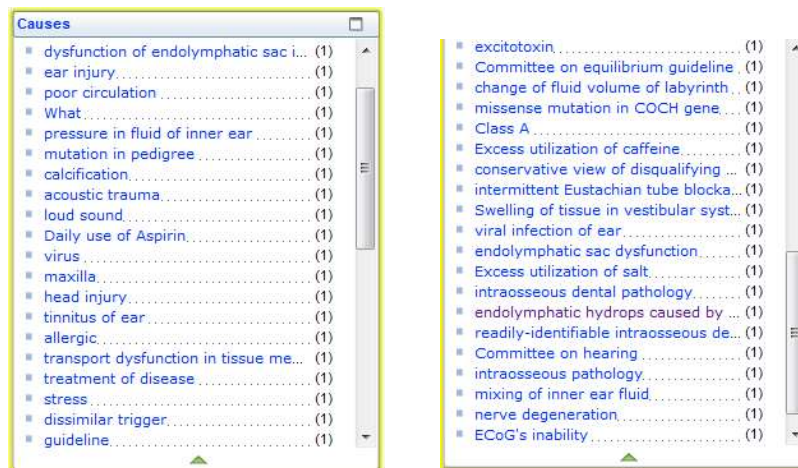 Causes
dysfunction of endolymphatic sac i... (1)
ear injury (1)
poor circulation (1)
What (1)
pressure in fluid of inner ear (1)
mutation in pedigree (1)
calcification (1)
acoustic trauma (1)
loud sound (1)
Daily use of Aspirin (1)
virus (1)
maxilla (1)
head injury (1)
tinnitus of ear (1)
allergic (1)
transport dysfunction in tissue me... (1)
treatment of disease (1)
stress (1)
dissimilar trigger (1)
guideline (1)
excitotoxin (1)
Committee on equilibrium guideline (1)
change of fluid volume of labyrinth (1)
missense mutation in COCH gene (1)
Class A (1)
Excess utilization of caffeine (1)
conservative view of disqualifying ... (1)
intermittent Eustachian tube blocka... (1)
Swelling of tissue in vestibular syst... (1)
viral infection of ear (1)
endolymphatic sac dysfunction (1)
Excess utilization of salt (1)
intraosseous dental pathology (1)
endolymphatic hydrops caused by ... (1)
readily-identifiable intraosseous de... (1)
Committee on hearing (1)
intraosseous pathology (1)
mixing of inner ear fluid (1)
nerve degeneration (1)
ECoG's inability (1)